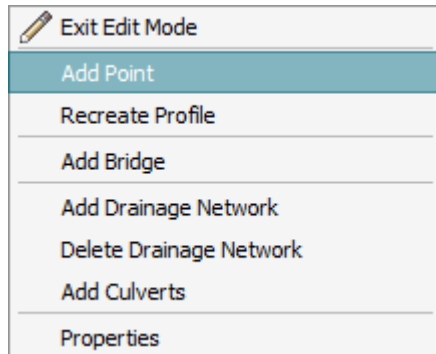 Exit Edit Mode
Add Point
Recreate Profile
Add Bridge
Add Drainage Network
Delete Drainage Network
Add Culverts
Properties